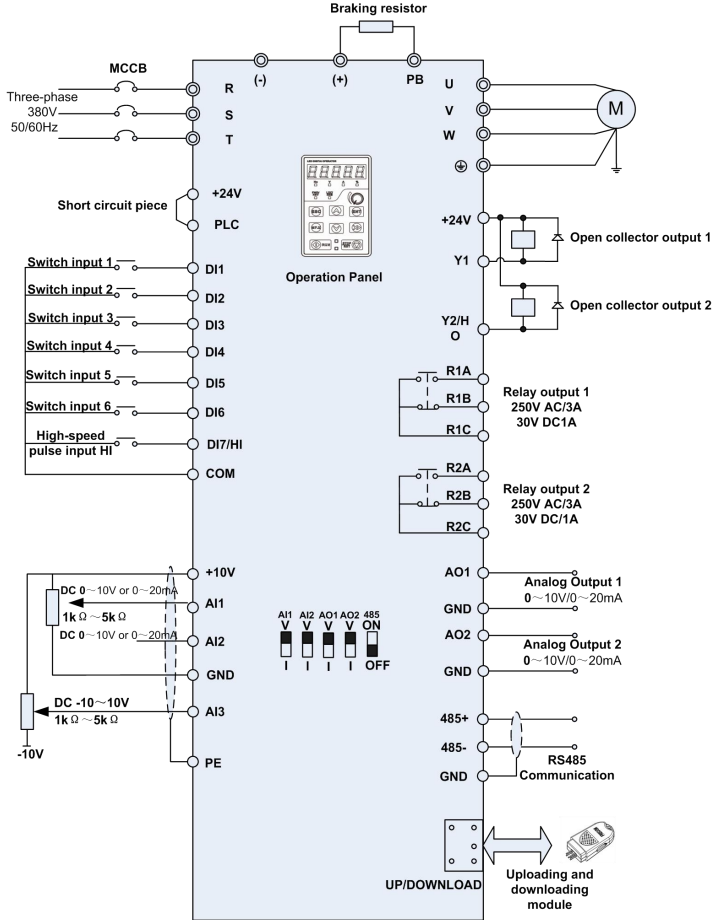 Braking resistor
MCCB
(-)
(+)
PB
Three-phase
380V
50/60Hz
R
S
T
U
V
W
M
Short circuit piece
+24V
PLC
Operation Panel
+24V
Y1
Open collector output 1
Y2/H
O
Open collector output 2
Switch input 1
DI1
Switch input 2
DI2
Switch input 3
DI3
Switch input 4
DI4
Switch input 5
DI5
Switch input 6
DI6
High-speed
pulse input HI
DI7/HI
COM
R1A
R1B
R1C
Relay output 1
250V AC/3A
30V DC1A
R2A
R2B
R2C
Relay output 2
250V AC/3A
30V DC/1A
+10V
DC 0～10V or 0～20mA
AI1
1kΩ～5kΩ
DC 0～10V or 0～20mA
AI2
GND
DC -10～10V
AI3
1kΩ～5kΩ
-10V
PE
AI1 AI2 AO1 AO2 485
V V V V ON
I I I I OFF
AO1
Analog Output 1
0～10V/0～20mA
GND
AO2
Analog Output 2
0～10V/0～20mA
GND
485+
485-
RS485
Communication
GND
UP/DOWNLOAD
Uploading and
downloading
module